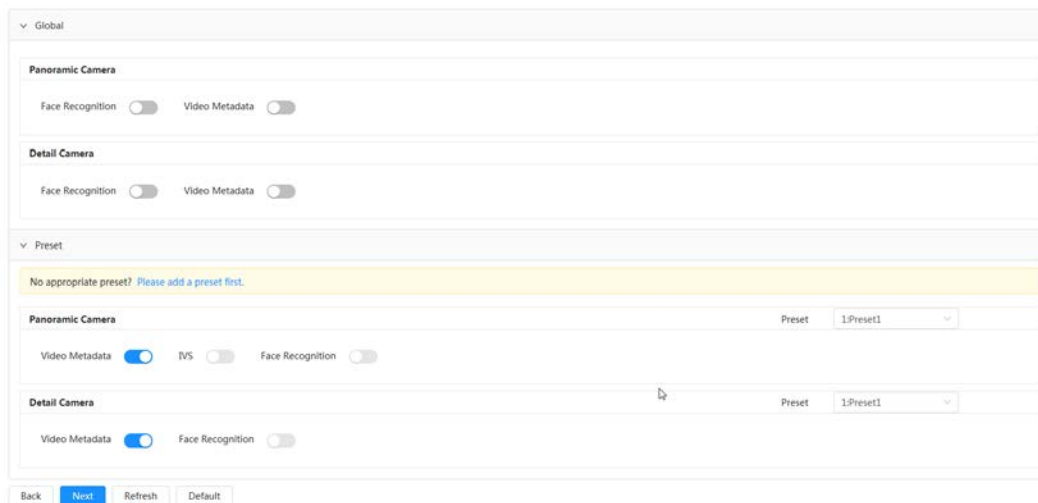 Global
Panoramic Camera
Face Recognition Video Metadata
Detail Camera
Face Recognition Video Metadata
Preset
No appropriate preset? Please add a preset first.
Panoramic Camera Preset 1:Preset1
Video Metadata IVS Face Recognition
Detail Camera Preset 1:Preset1
Video Metadata Face Recognition
Back Next Refresh Default